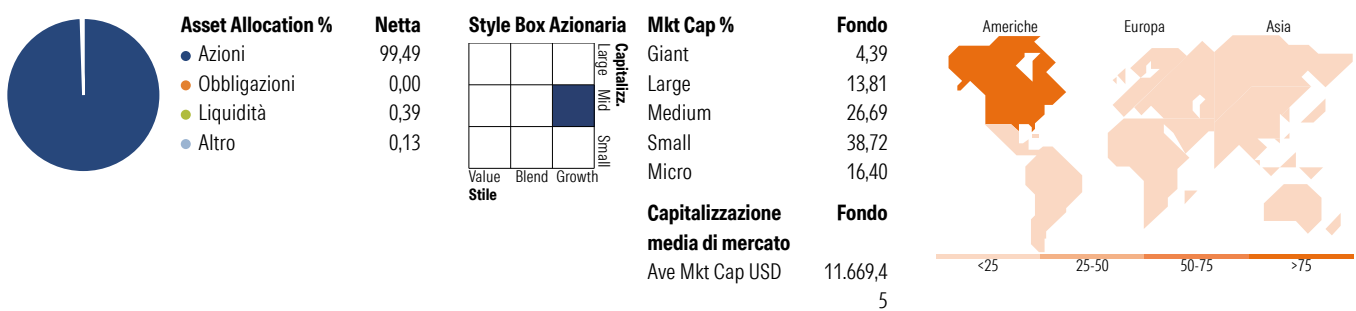 Asset Allocation % Netta
Azioni 99,49
Obbligazioni 0,00
Liquidità 0,39
Altro 0,13
Style Box Azionaria
Capitalizz.
Large
Mid
Small
Value Blend Growth
Stile
Mkt Cap % Fondo
Giant 4,39
Large 13,81
Medium 26,69
Small 38,72
Micro 16,40
Capitalizzazione Fondo
media di mercato
Ave Mkt Cap USD 11.669,4
5
Americhe Europa Asia
<25 25-50 50-75 >75